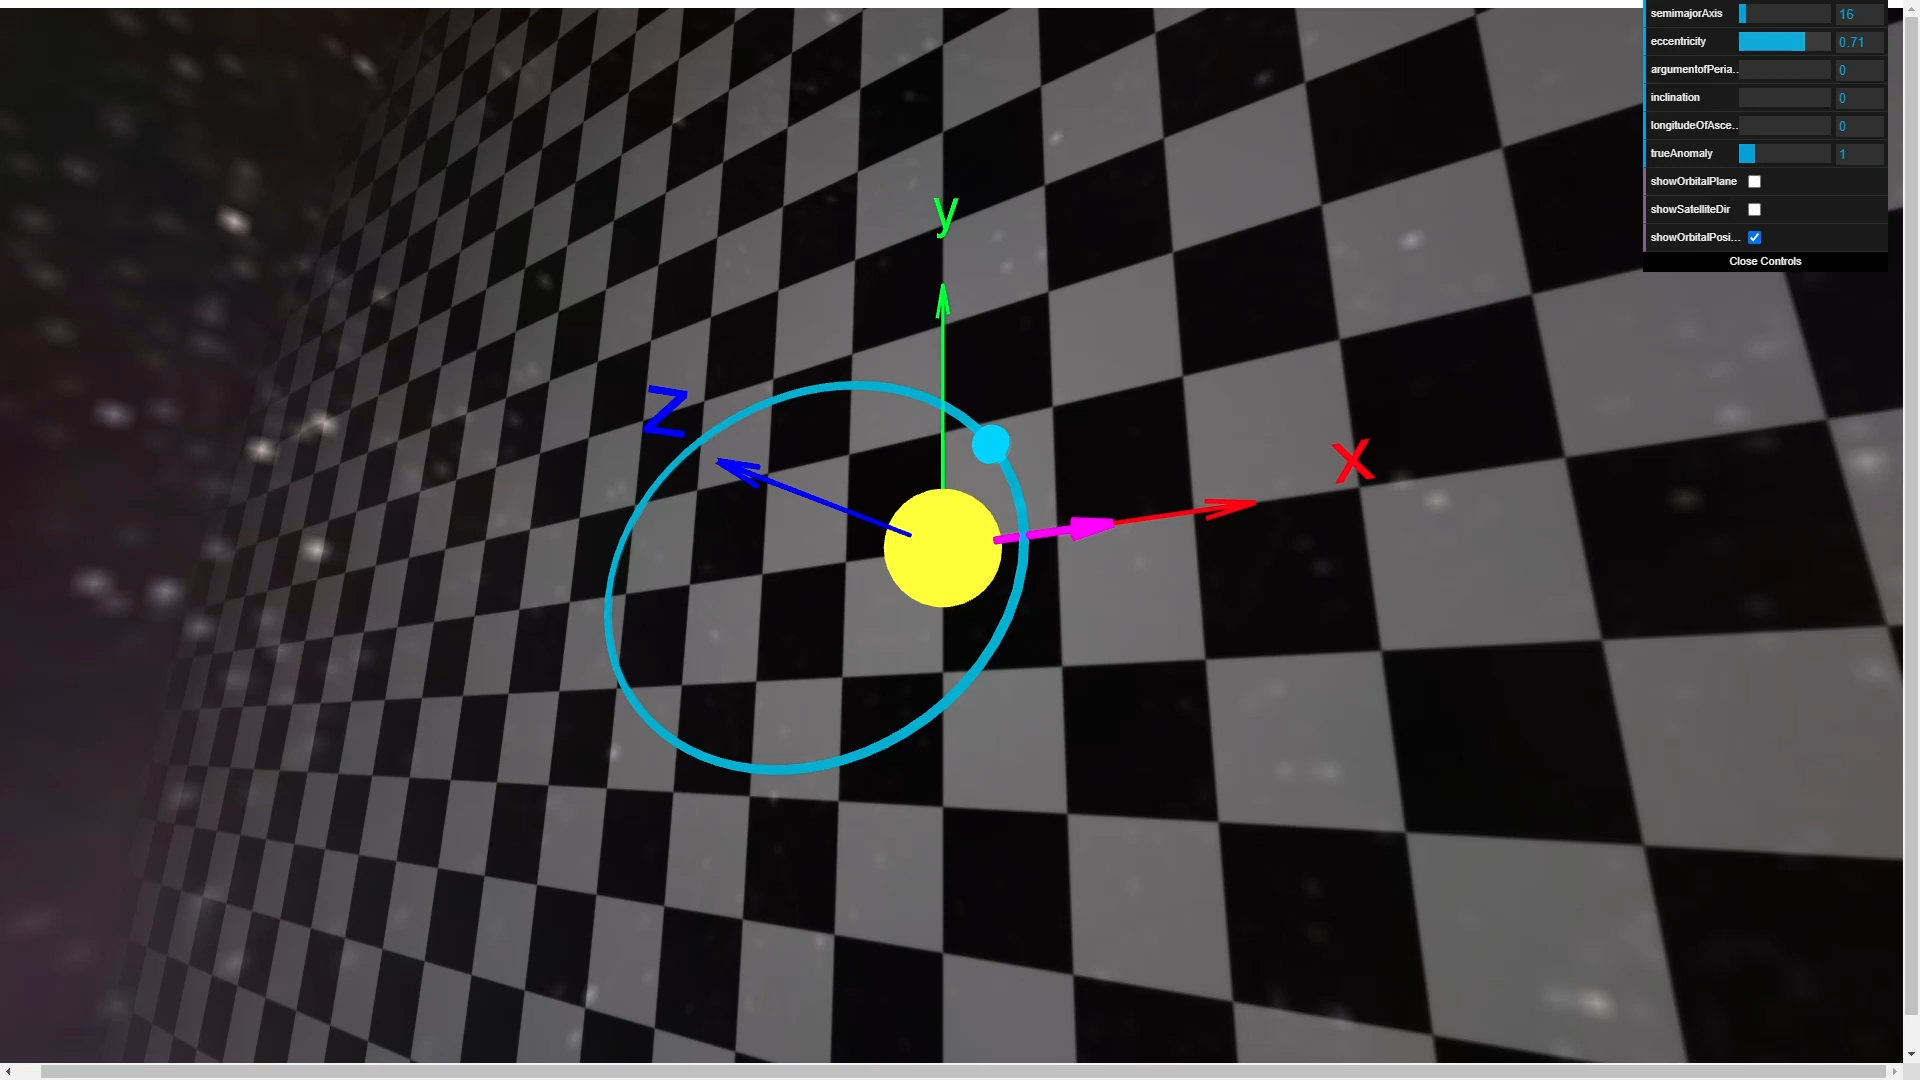 semimajorAxis 16
eccentricity 0.71
argumentofPeria... 0
inclination 0
longitudeOfAsce... 0
trueAnomaly 1
showOrbitalPlane
showSatelliteDir
showOrbitalPosi...
Close Controls
y
Z
X